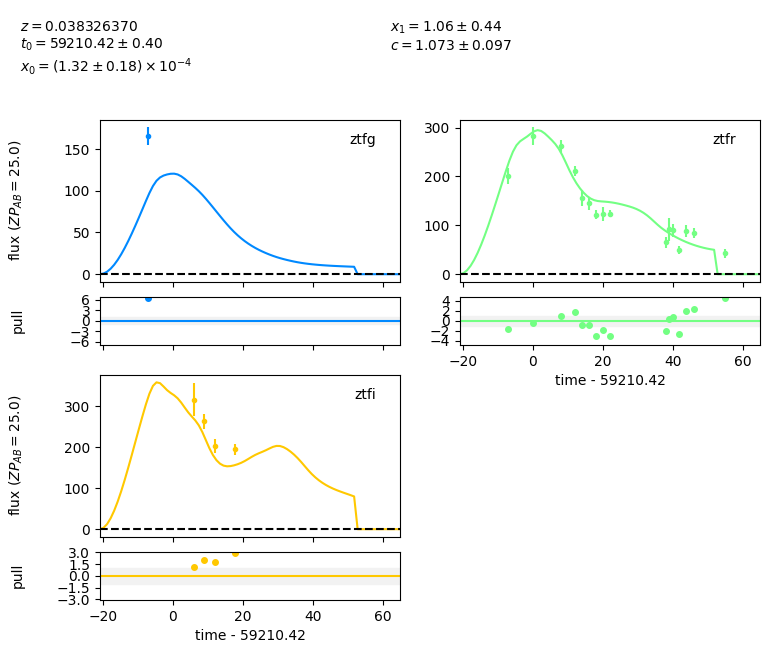 z = 0.038326370
t₀ = 59210.42 ± 0.40
x₀ = (1.32 ± 0.18) × 10⁻⁴
x₁ = 1.06 ± 0.44
c = 1.073 ± 0.097
ztfg
flux (ZP_AB = 25.0)
150
100
50
0
pull
6
3
0
−3
−6
ztfr
300
200
100
0
4
2
0
−2
−4
−20 0 20 40 60
time - 59210.42
ztfi
flux (ZP_AB = 25.0)
300
200
100
0
pull
3.0
1.5
0.0
−1.5
−3.0
−20 0 20 40 60
time - 59210.42